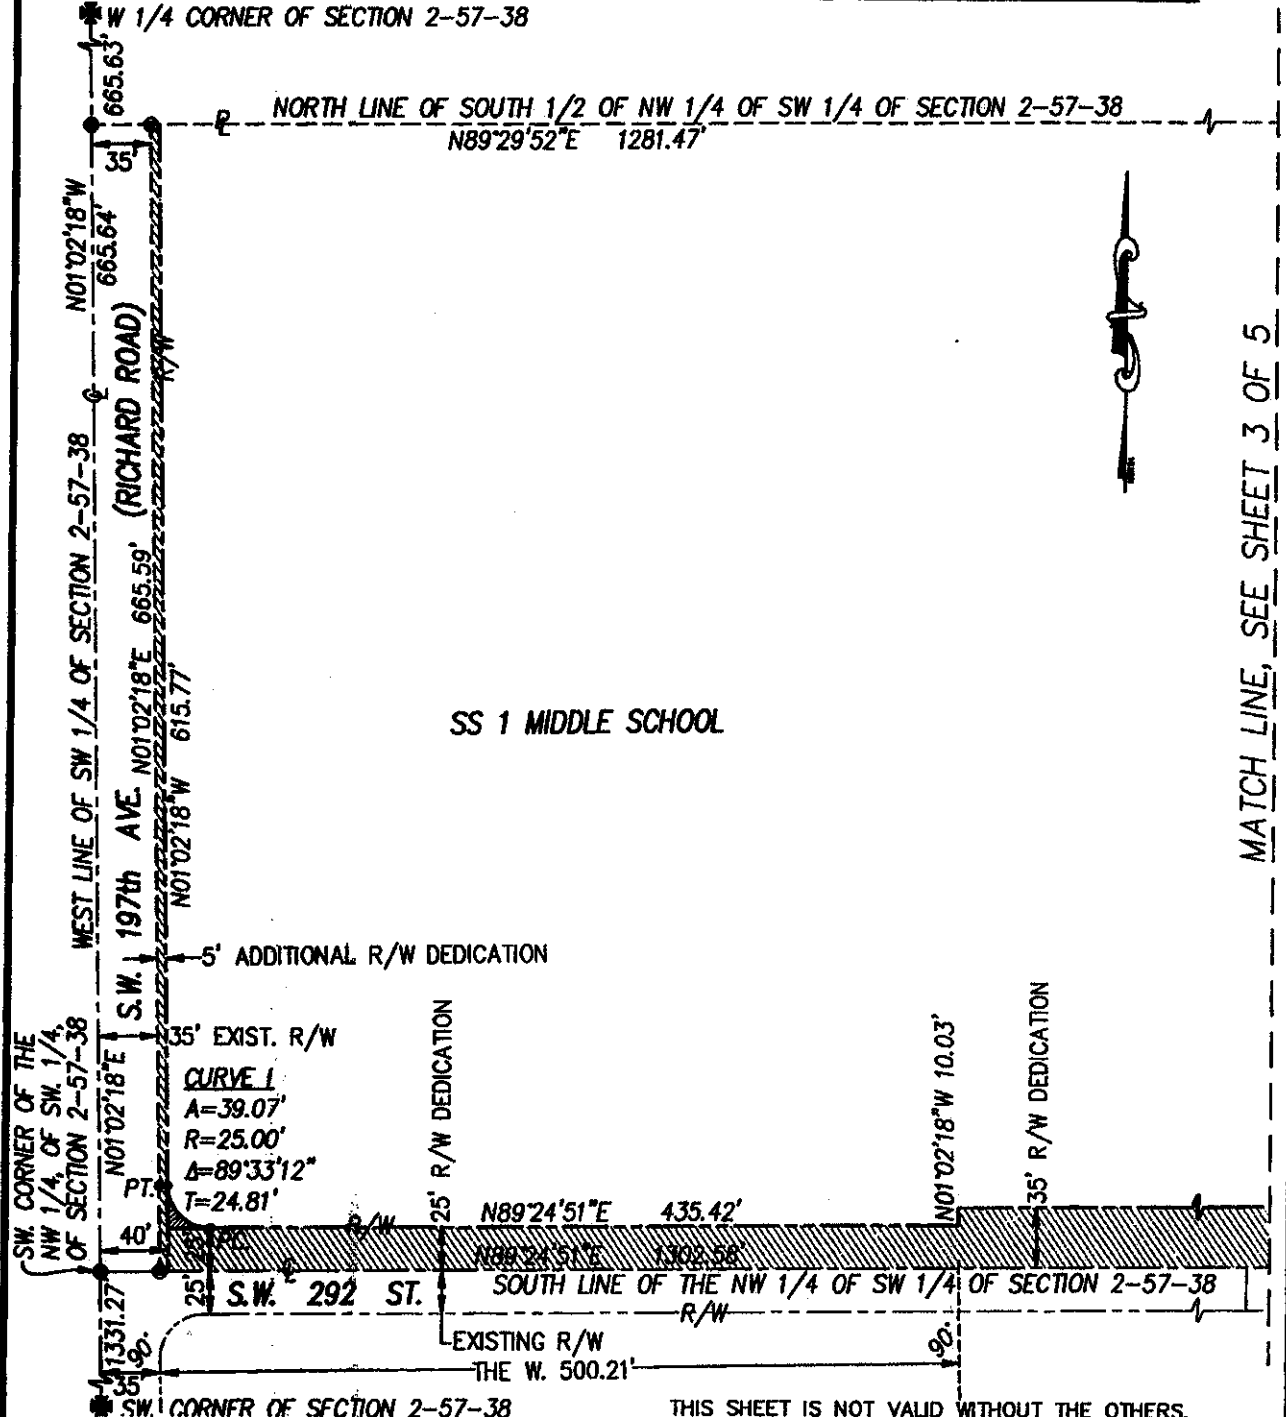 W 1/4 CORNER OF SECTION 2-57-38
665.63'
NORTH LINE OF SOUTH 1/2 OF NW 1/4 OF SW 1/4 OF SECTION 2-57-38
N89°29'52"E 1281.47'
35'
N01°02'18"W
665.64'
R/W
(RICHARD ROAD)
S.W. 197th AVE.
WEST LINE OF SW 1/4 OF SECTION 2-57-38
N01°02'18"E 665.59'
N01°02'18"W 615.77'
MATCH LINE, SEE SHEET 3 OF 5
SS 1 MIDDLE SCHOOL
5' ADDITIONAL R/W DEDICATION
35' EXIST. R/W
N01°02'18"E
SW. CORNER OF THE
NW 1/4, OF SW. 1/4,
OF SECTION 2-57-38
CURVE 1
A=39.07'
R=25.00'
Δ=89°33'12"
T=24.81'
PT.
PC.
25' R/W DEDICATION
N01°02'18"W 10.03'
35' R/W DEDICATION
N89°24'51"E 435.42'
R/W
40'
25'
N89°24'51"E 1302.58'
SOUTH LINE OF THE NW 1/4 OF SW 1/4 OF SECTION 2-57-38
25'
S.W. 292 ST.
R/W
EXISTING R/W
THE W. 500.21'
1331.27'
90°
90°
35'
SW. CORNER OF SECTION 2-57-38
THIS SHEET IS NOT VALID WITHOUT THE OTHERS.